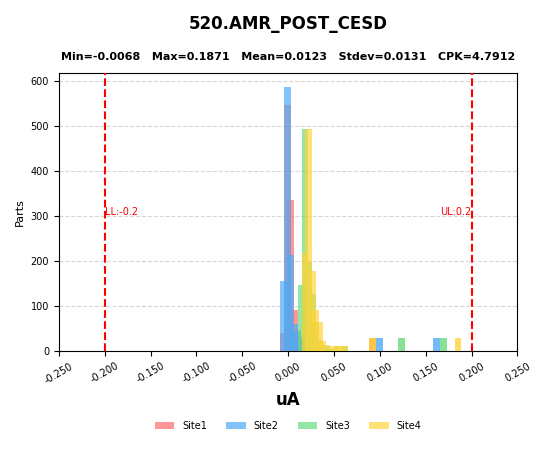 520.AMR_POST_CESD
Min=-0.0068 Max=0.1871 Mean=0.0123 Stdev=0.0131 CPK=4.7912
600
500
400
300
200
100
0
Parts
LL:-0.2
UL:0.2
-0.250 -0.200 -0.150 -0.100 -0.050 0.000 0.050 0.100 0.150 0.200 0.250
uA
Site1 Site2 Site3 Site4